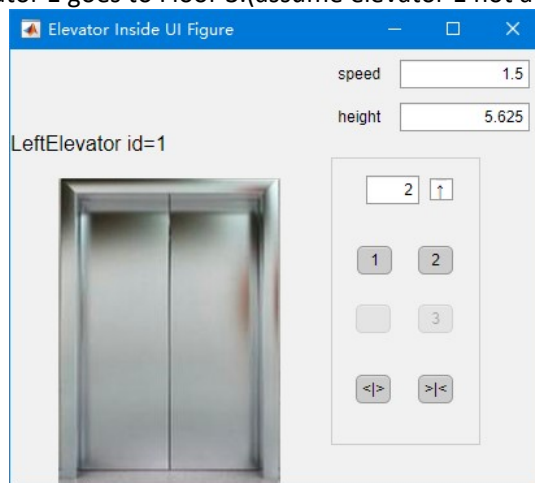 Elevator Inside UI Figure
speed 1.5
height 5.625
LeftElevator id=1
2 ↑
1 2
3
<|> >|<